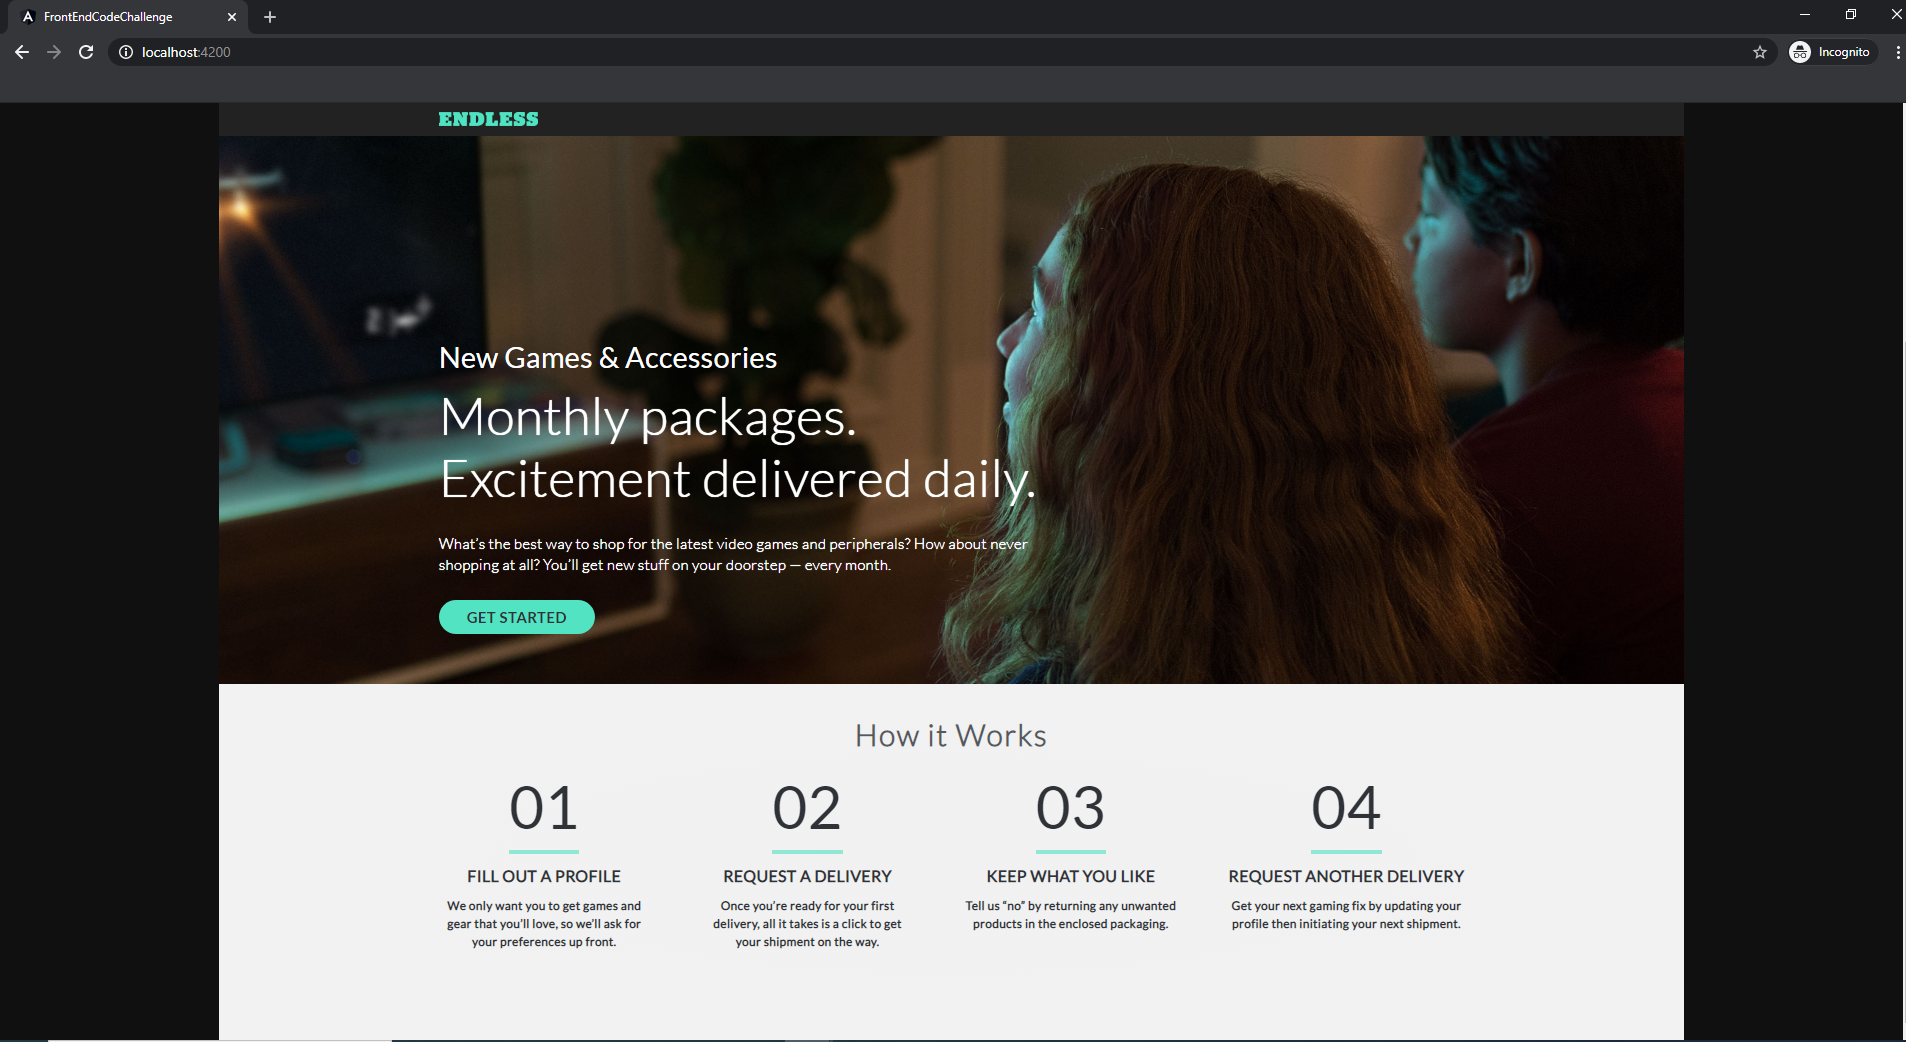 FrontEndCodeChallenge
localhost:4200
Incognito
ENDLESS
New Games & Accessories
Monthly packages.
Excitement delivered daily.
What’s the best way to shop for the latest video games and peripherals? How about never
shopping at all? You’ll get new stuff on your doorstep — every month.
GET STARTED
How it Works
01
FILL OUT A PROFILE
We only want you to get games and
gear that you’ll love, so we’ll ask for
your preferences up front.
02
REQUEST A DELIVERY
Once you’re ready for your first
delivery, all it takes is a click to get
your shipment on the way.
03
KEEP WHAT YOU LIKE
Tell us “no” by returning any unwanted
products in the enclosed packaging.
04
REQUEST ANOTHER DELIVERY
Get your next gaming fix by updating your
profile then initiating your next shipment.